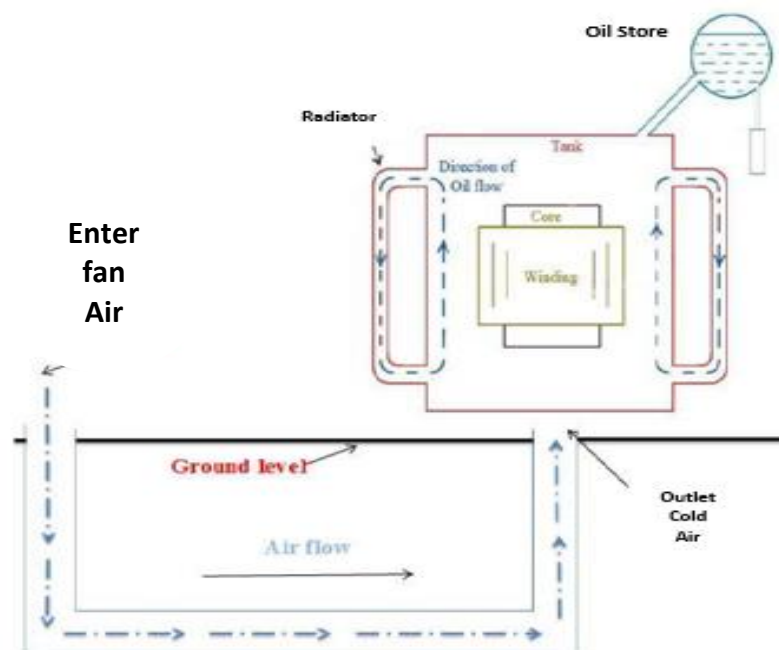 Oil Store
Radiator
Tank
Direction of
Oil flow
Enter
fan
Air
Core
Winding
Ground level
Outlet
Cold
Air
Air flow